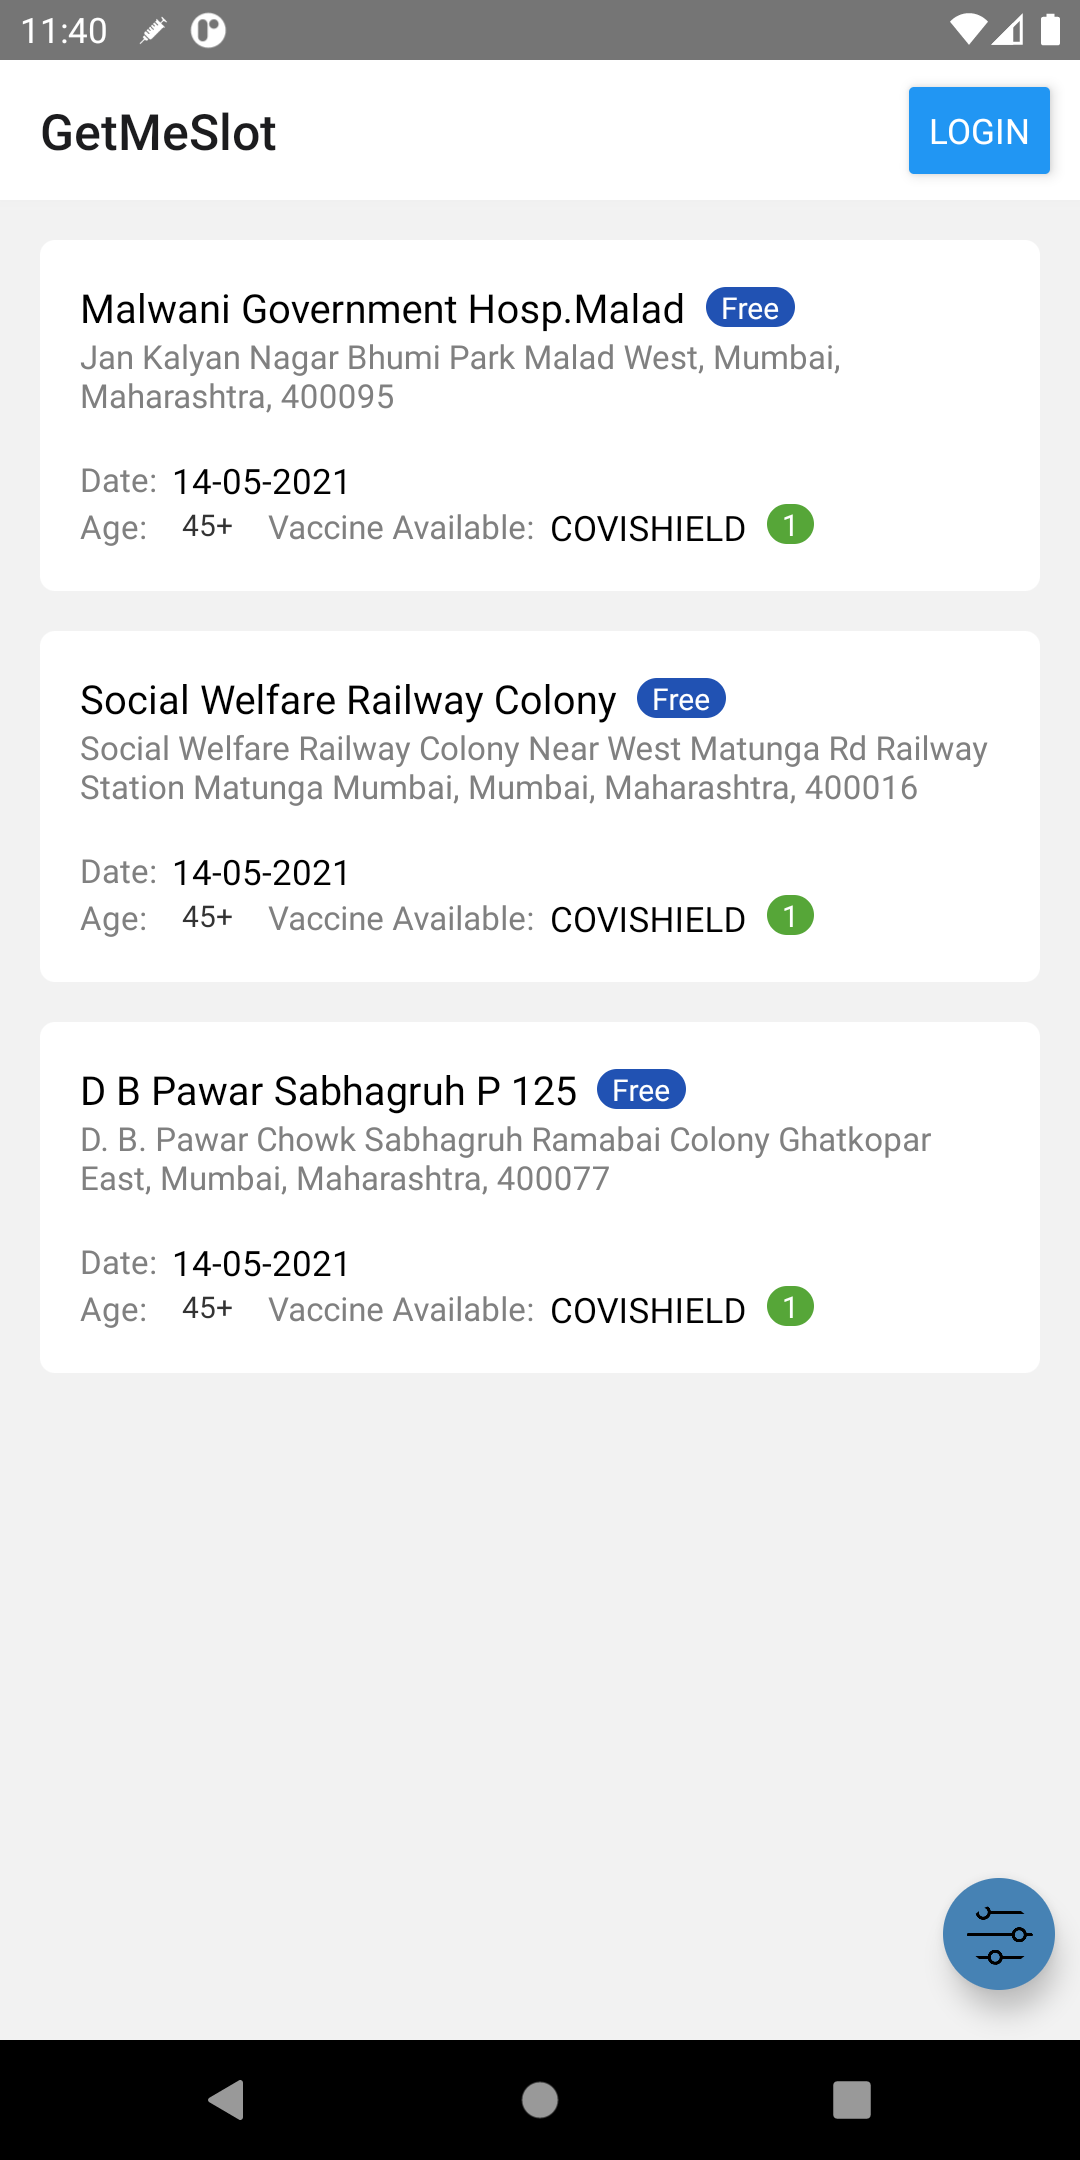 11:40
GetMeSlot
LOGIN
Malwani Government Hosp.Malad Free
Jan Kalyan Nagar Bhumi Park Malad West, Mumbai,
Maharashtra, 400095
Date: 14-05-2021
Age: 45+ Vaccine Available: COVISHIELD 1
Social Welfare Railway Colony Free
Social Welfare Railway Colony Near West Matunga Rd Railway
Station Matunga Mumbai, Mumbai, Maharashtra, 400016
Date: 14-05-2021
Age: 45+ Vaccine Available: COVISHIELD 1
D B Pawar Sabhagruh P 125 Free
D. B. Pawar Chowk Sabhagruh Ramabai Colony Ghatkopar
East, Mumbai, Maharashtra, 400077
Date: 14-05-2021
Age: 45+ Vaccine Available: COVISHIELD 1